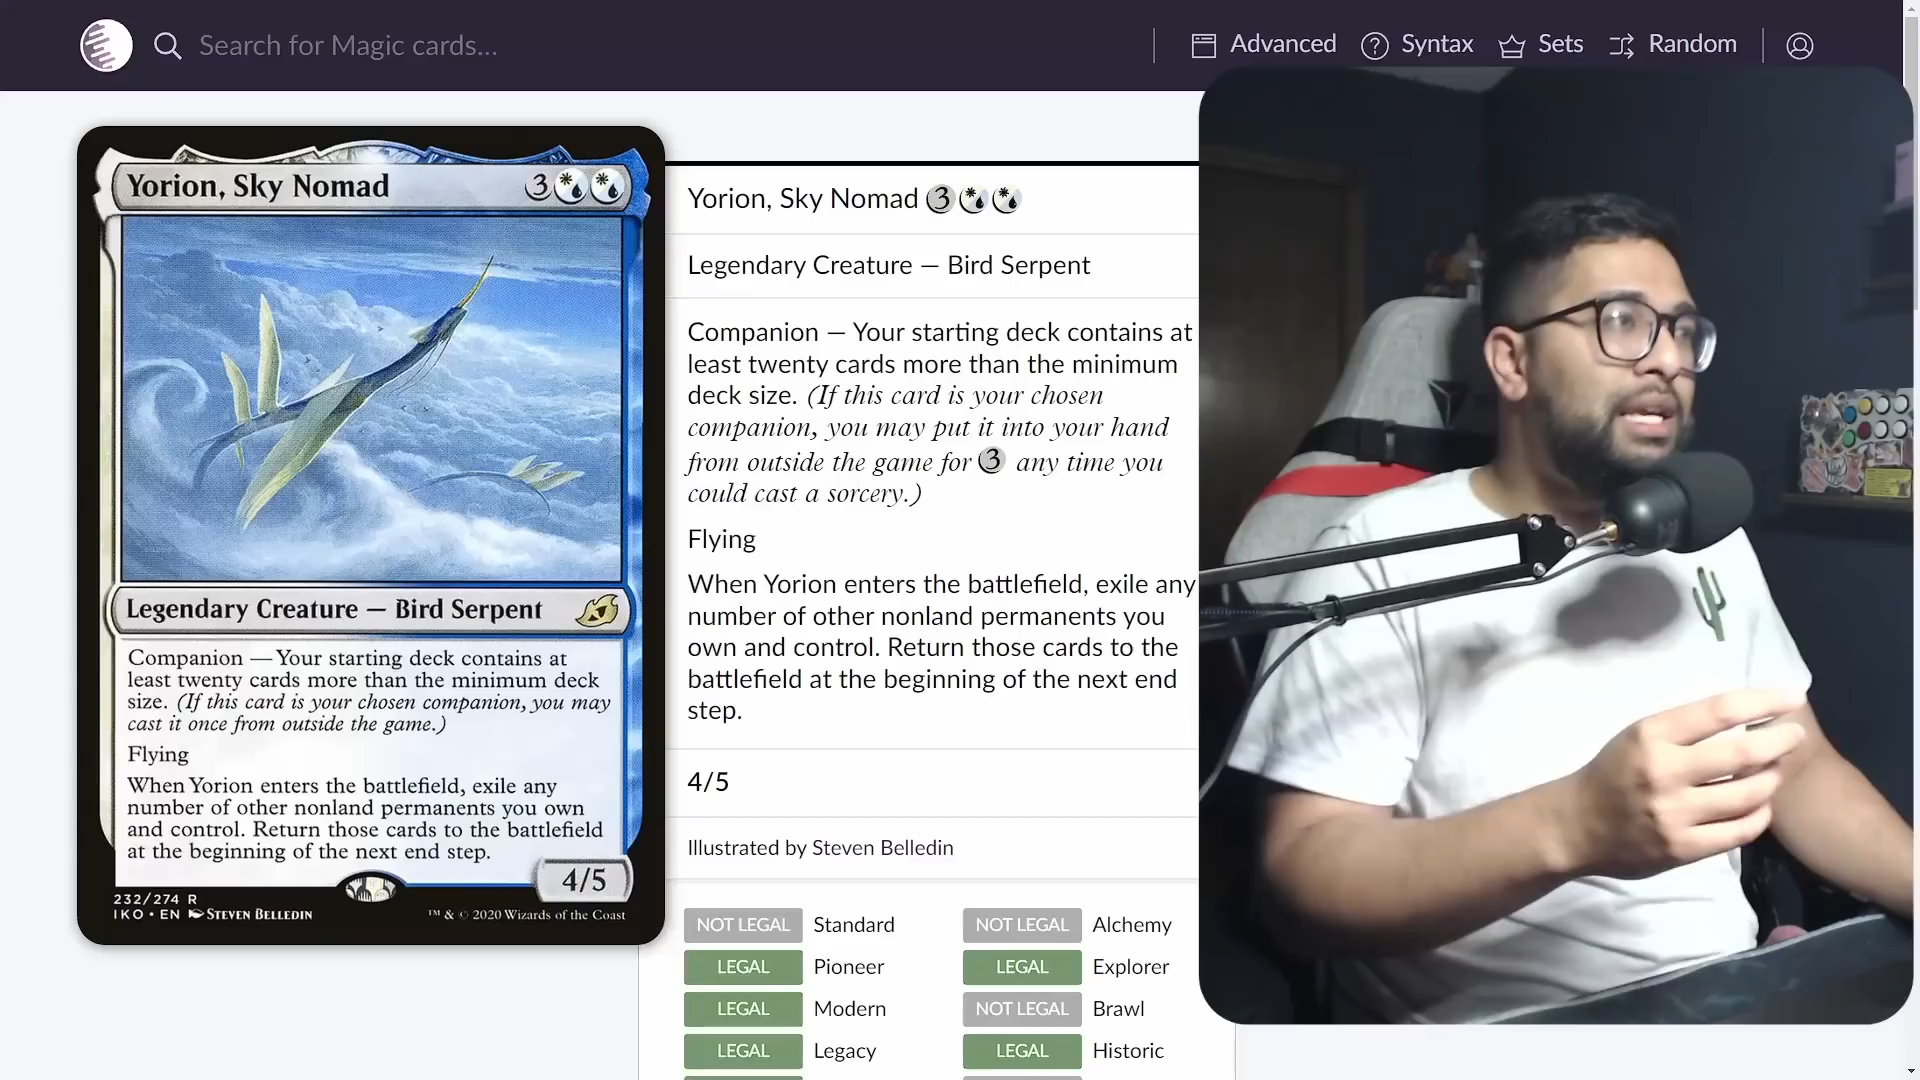 Search for Magic cards...
Advanced
Syntax
Sets
Random
Yorion, Sky Nomad 3
Legendary Creature — Bird Serpent
Companion — Your starting deck contains at
least twenty cards more than the minimum deck
size. (If this card is your chosen companion, you may
cast it once from outside the game.)
Flying
When Yorion enters the battlefield, exile any
number of other nonland permanents you own
and control. Return those cards to the battlefield
at the beginning of the next end step.
4/5
232/274 R
IKO • EN STEVEN BELLEDIN
™ & © 2020 Wizards of the Coast
Yorion, Sky Nomad 3
Legendary Creature — Bird Serpent
Companion — Your starting deck contains at
least twenty cards more than the minimum
deck size. (If this card is your chosen
companion, you may put it into your hand
from outside the game for 3 any time you
could cast a sorcery.)
Flying
When Yorion enters the battlefield, exile any
number of other nonland permanents you
own and control. Return those cards to the
battlefield at the beginning of the next end
step.
4/5
Illustrated by Steven Belledin
NOT LEGAL Standard NOT LEGAL Alchemy
LEGAL Pioneer LEGAL Explorer
LEGAL Modern NOT LEGAL Brawl
LEGAL Legacy LEGAL Historic